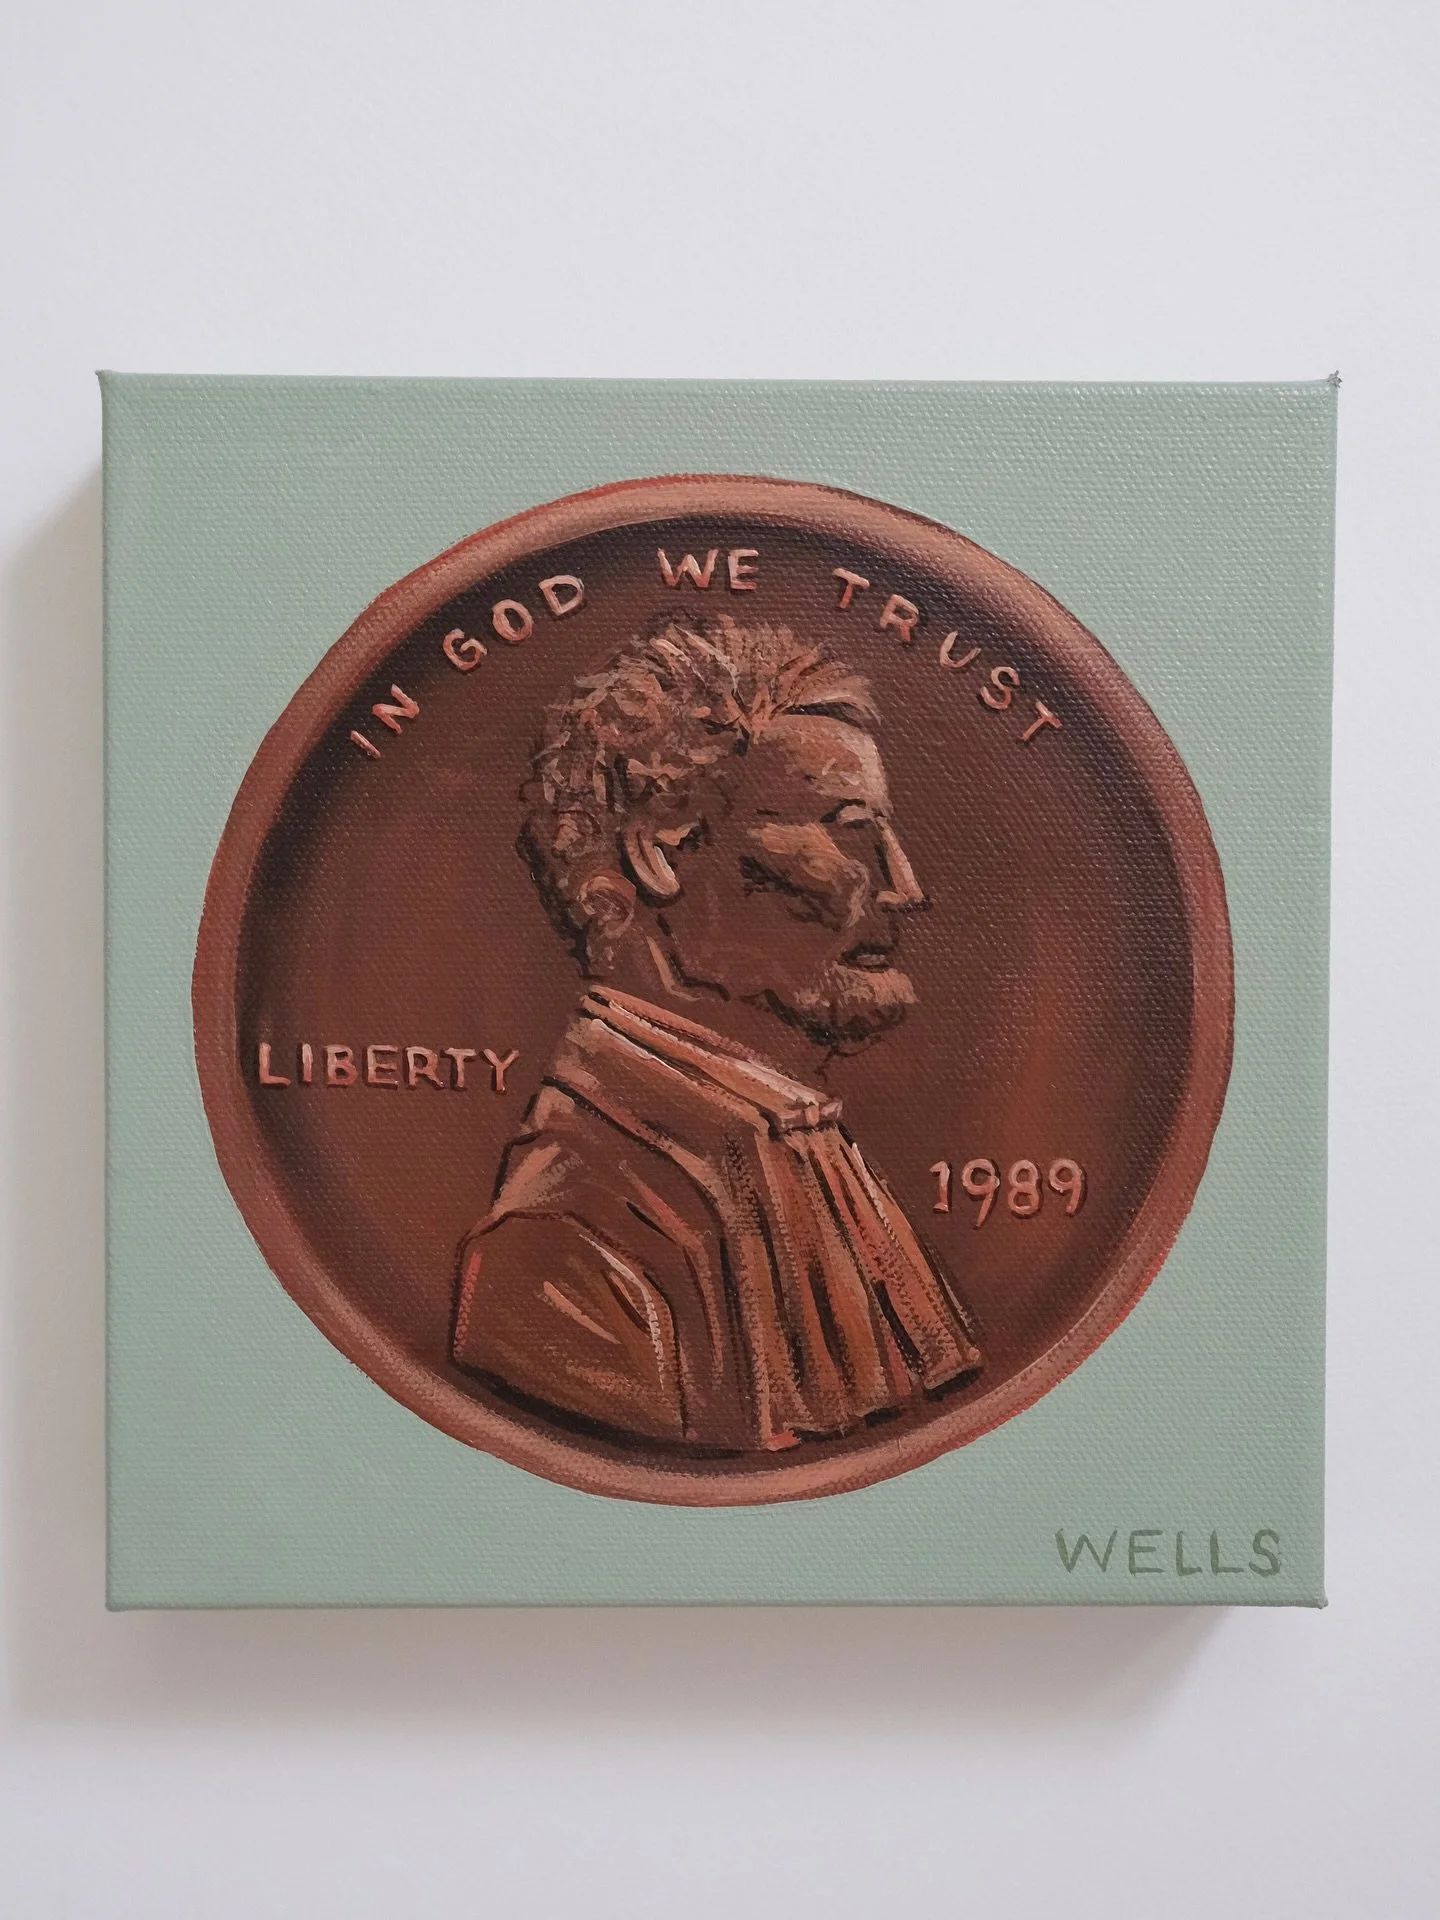 IN GOD WE TRUST
LIBERTY
1989
WELLS